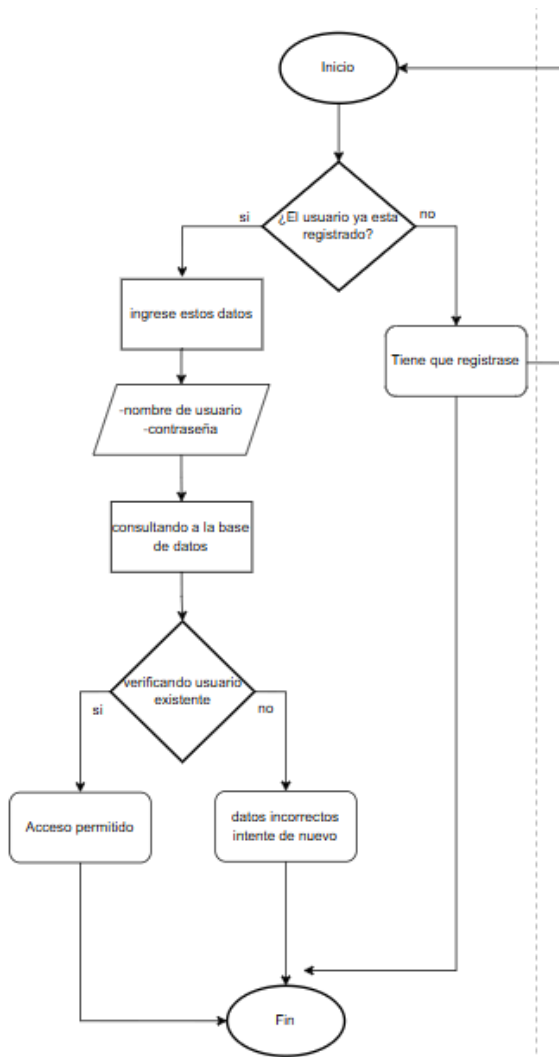 Inicio
¿El usuario ya esta
registrado?
si
no
ingrese estos datos
Tiene que registrase
-nombre de usuario
-contraseña
consultando a la base
de datos
verificando usuario
existente
si
no
Acceso permitido
datos incorrectos
intente de nuevo
Fin